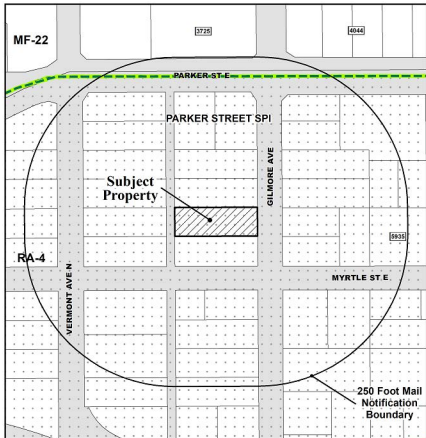 3725
4044
MF-22
PARKER ST E
PARKER STREET SPI
Subject
Property
GILMORE AVE
5935
RA-4
MYRTLE ST E
VERMONT AVE N
250 Foot Mail
Notification
Boundary